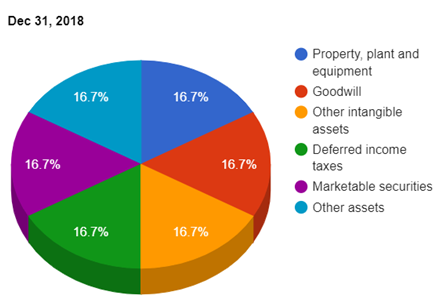 Dec 31, 2018
16.7%
16.7%
16.7%
16.7%
16.7%
16.7%
Property, plant and
equipment
Goodwill
Other intangible
assets
Deferred income
taxes
Marketable securities
Other assets